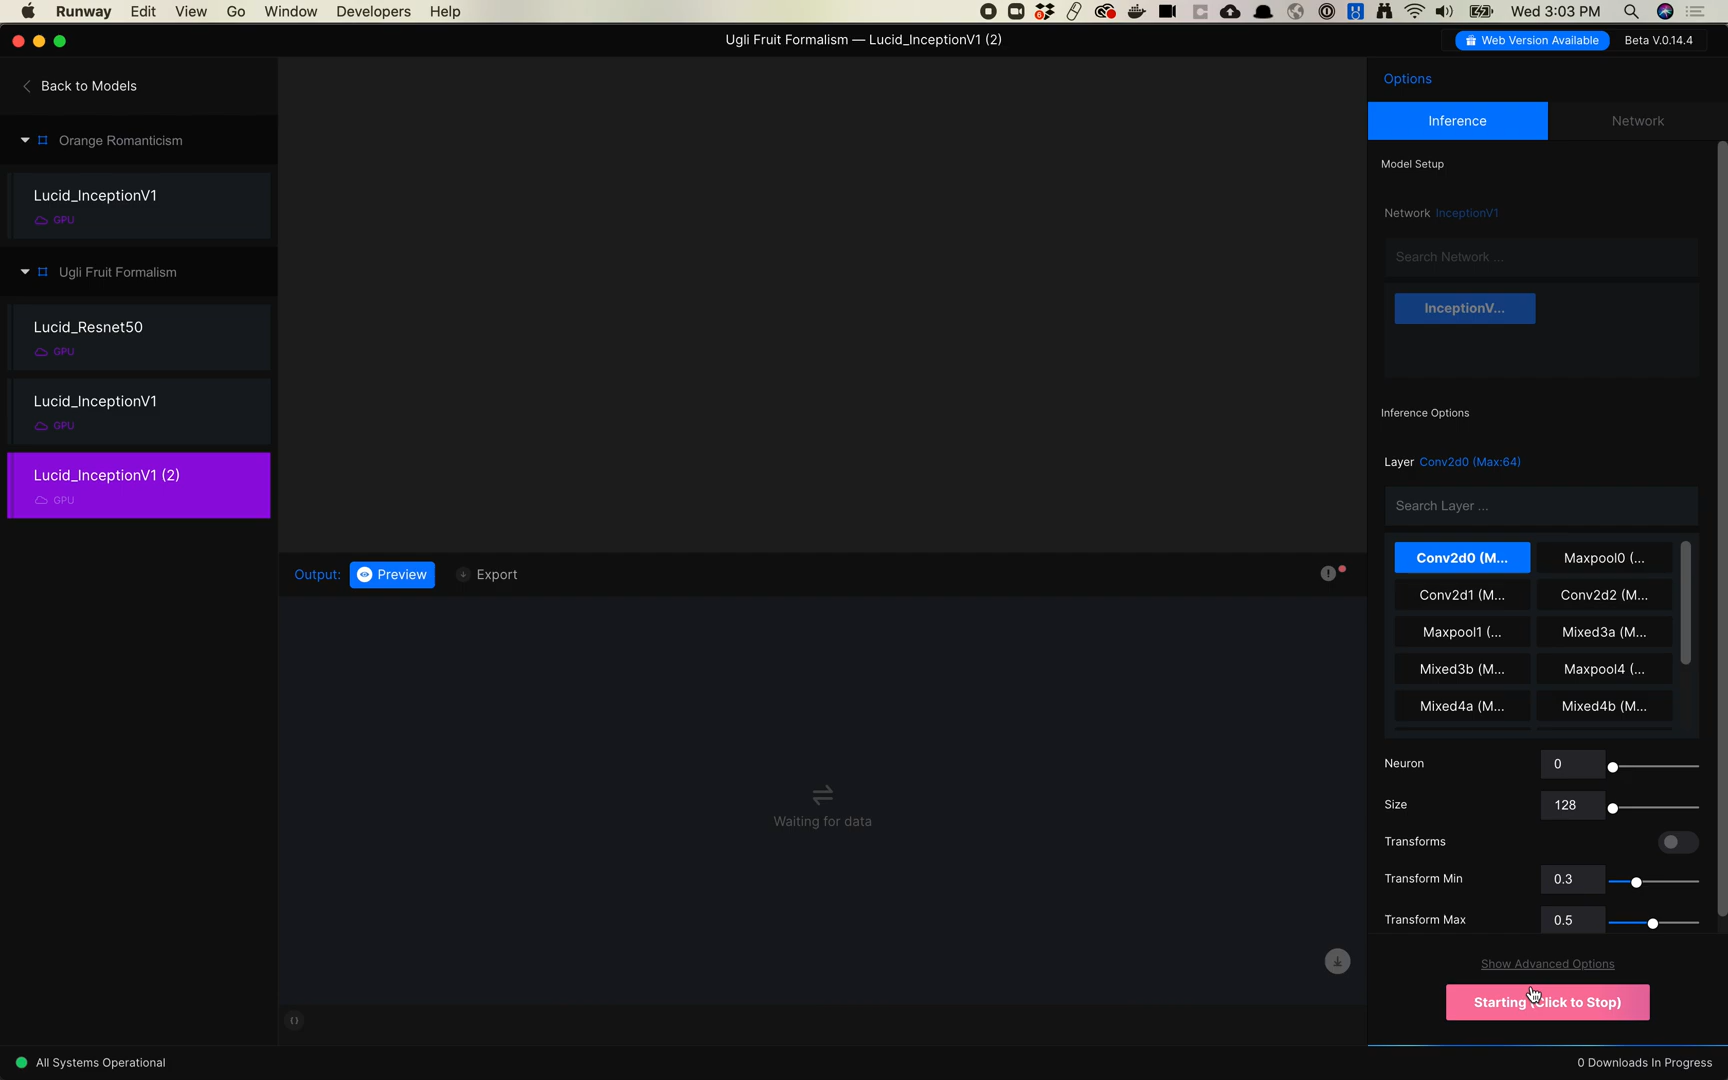 Runway Edit View Go Window Developers Help
Wed 3:03 PM
Ugli Fruit Formalism — Lucid_InceptionV1 (2)
Web Version Available
Beta V.0.14.4
Back to Models
Orange Romanticism
Lucid_InceptionV1
GPU
Ugli Fruit Formalism
Lucid_Resnet50
GPU
Lucid_InceptionV1
GPU
Lucid_InceptionV1 (2)
GPU
Output: Preview Export
Waiting for data
Options
Inference Network
Model Setup
Network InceptionV1
Search Network ...
InceptionV...
Inference Options
Layer Conv2d0 (Max:64)
Search Layer ...
Conv2d0 (M... Maxpool0 (...
Conv2d1 (M... Conv2d2 (M...
Maxpool1 (... Mixed3a (M...
Mixed3b (M... Maxpool4 (...
Mixed4a (M... Mixed4b (M...
Neuron 0
Size 128
Transforms
Transform Min 0.3
Transform Max 0.5
Show Advanced Options
Starting (Click to Stop)
All Systems Operational
0 Downloads In Progress